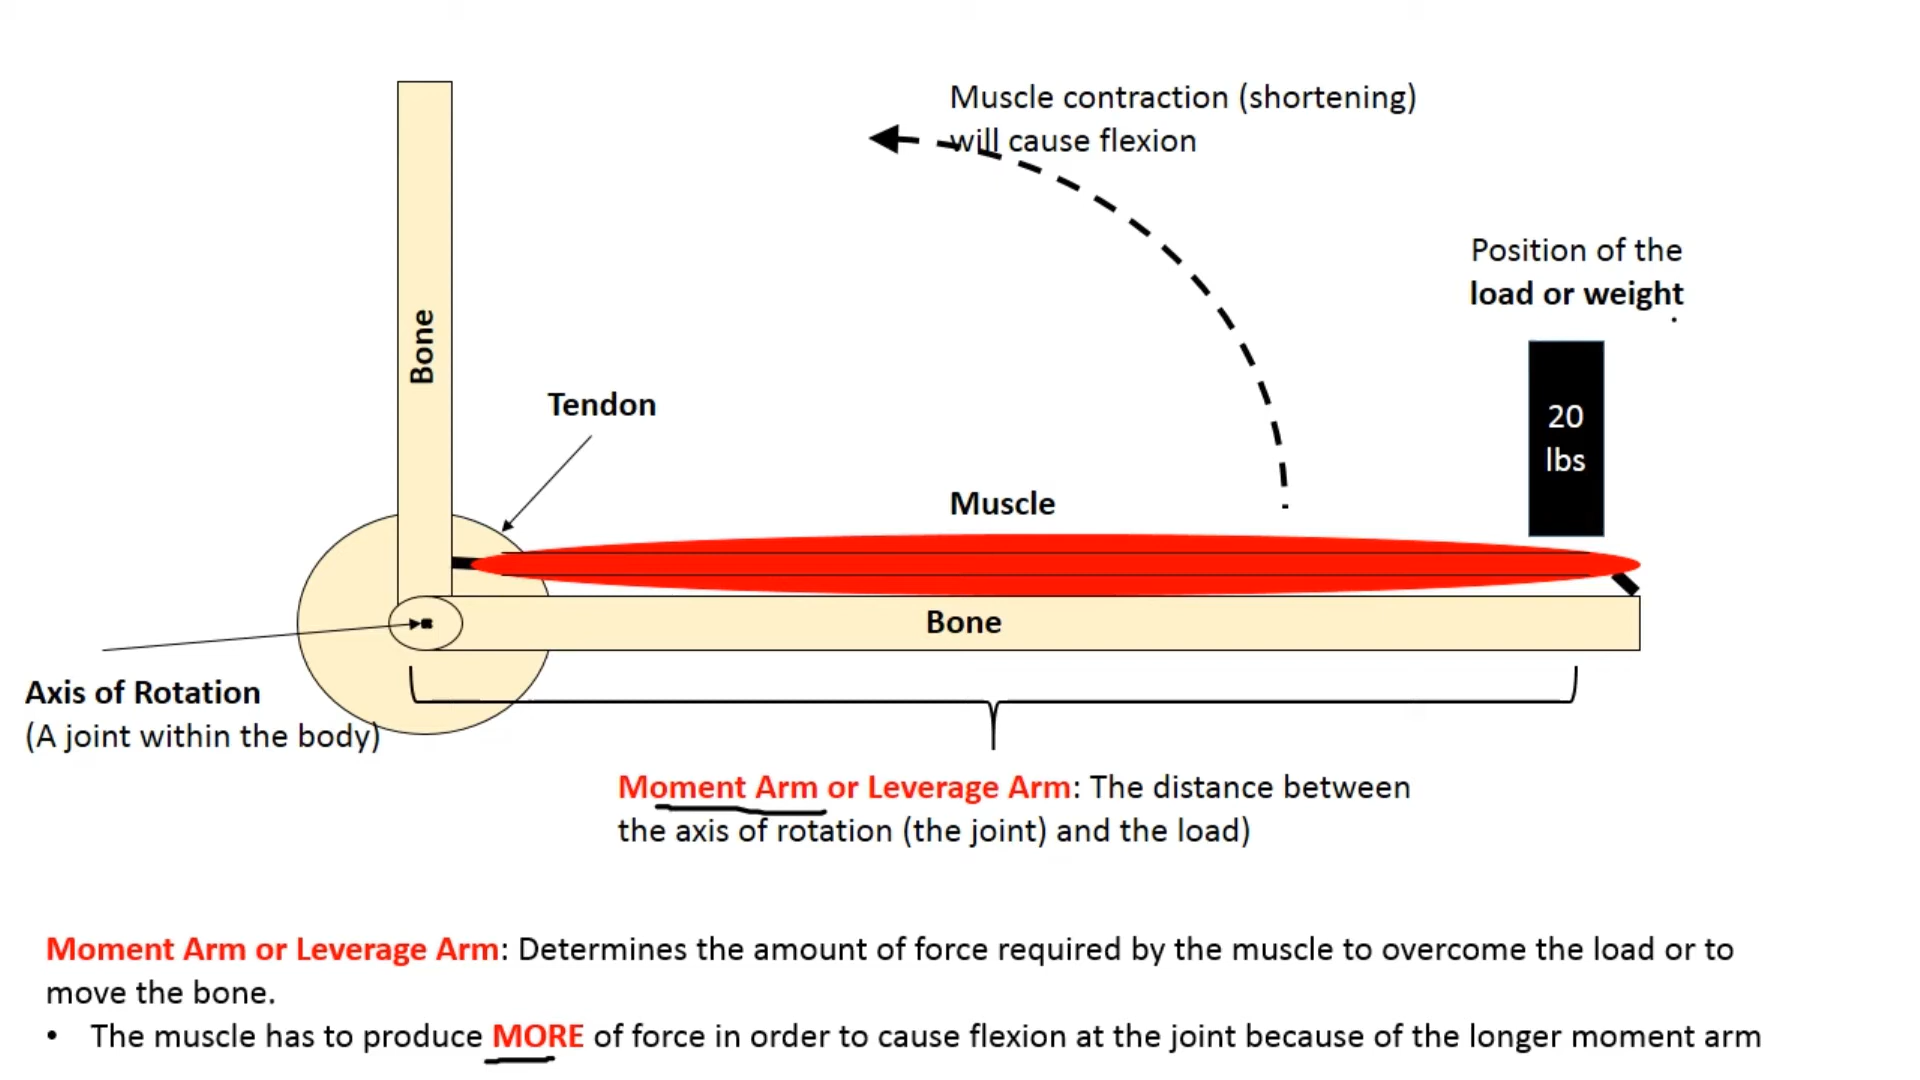 Muscle contraction (shortening)
will cause flexion
Position of the
load or weight
Bone
Tendon
20
lbs
Muscle
Bone
Axis of Rotation
(A joint within the body)
Moment Arm or Leverage Arm: The distance between
the axis of rotation (the joint) and the load)
Moment Arm or Leverage Arm: Determines the amount of force required by the muscle to overcome the load or to
move the bone.
• The muscle has to produce MORE of force in order to cause flexion at the joint because of the longer moment arm